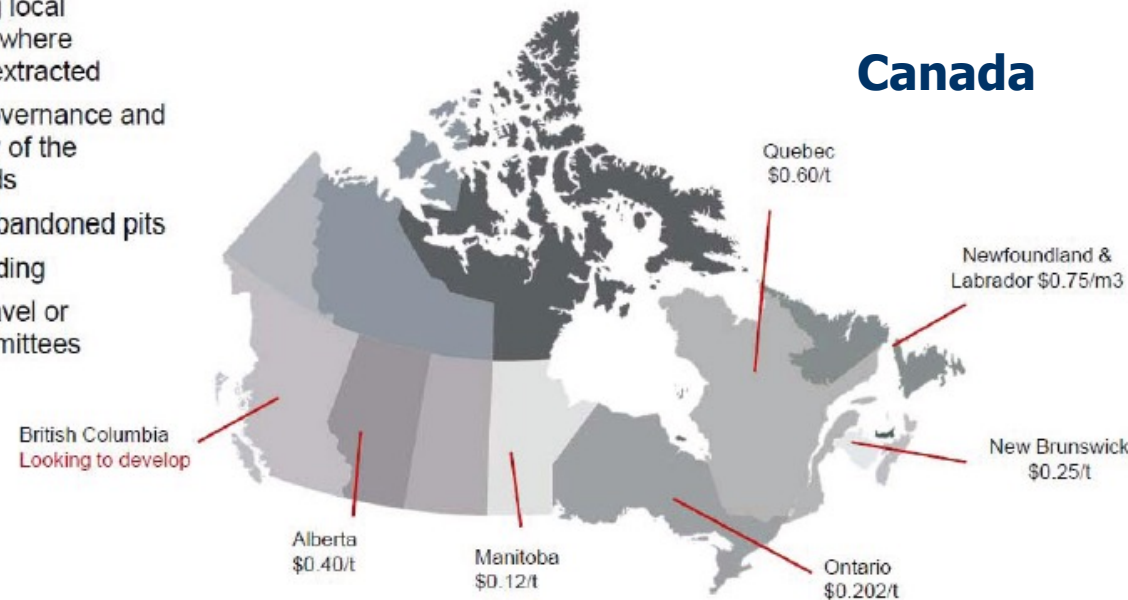 local
where
extracted
vernance and
of the
ls
bandoned pits
ding
avel or
mittees
Canada
Quebec
$0.60/t
Newfoundland &
Labrador $0.75/m3
British Columbia
Looking to develop
New Brunswick
$0.25/t
Alberta
$0.40/t
Manitoba
$0.12/t
Ontario
$0.202/t